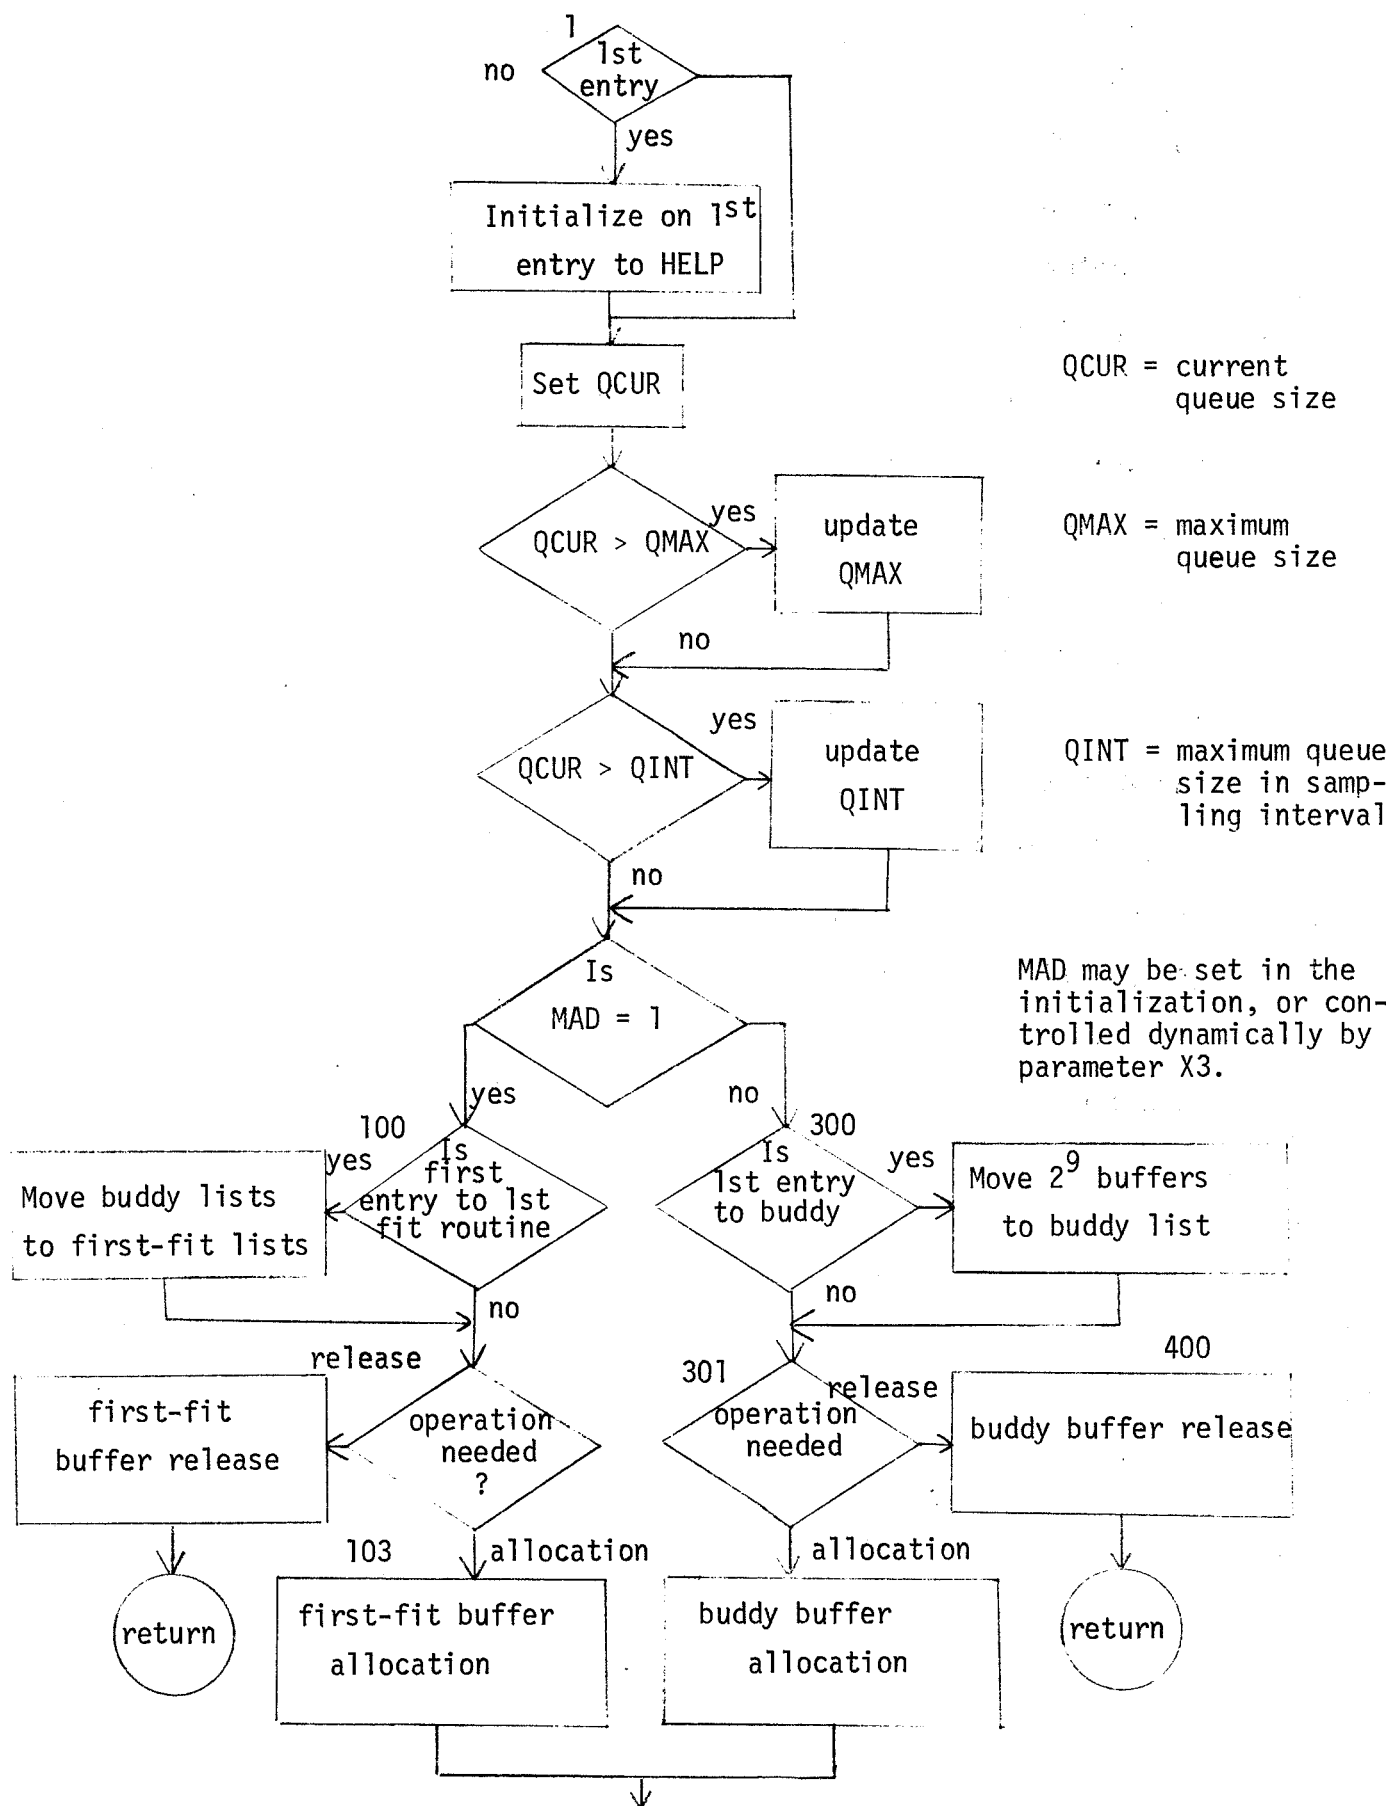 1
1st
entry
no
yes
Initialize on 1st
entry to HELP
Set QCUR
QCUR = current
queue size
QCUR > QMAX
yes
update
QMAX
QMAX = maximum
queue size
no
QCUR > QINT
yes
update
QINT
QINT = maximum queue
size in samp-
ling interval
no
Is
MAD = 1
MAD may be set in the
initialization, or con-
trolled dynamically by
parameter X3.
yes
no
100
Is
first
entry to 1st
fit routine
yes
Move buddy lists
to first-fit lists
300
Is
1st entry
to buddy
yes
Move 2^9 buffers
to buddy list
no
no
release
operation
needed
?
first-fit
buffer release
301
operation
needed
release
400
buddy buffer release
return
103
allocation
first-fit buffer
allocation
allocation
buddy buffer
allocation
return